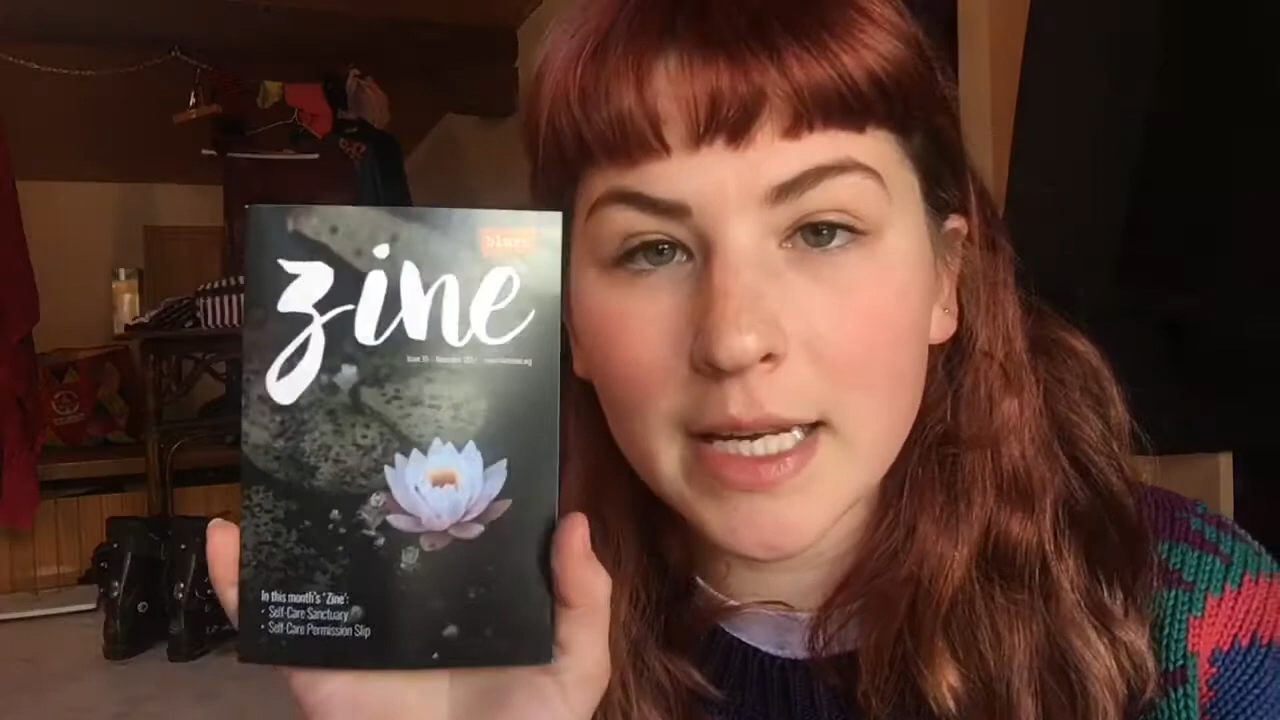 blurt
zine
In this month's 'Zine':
• Self-Care Sanctuary
• Self-Care Permission Slip